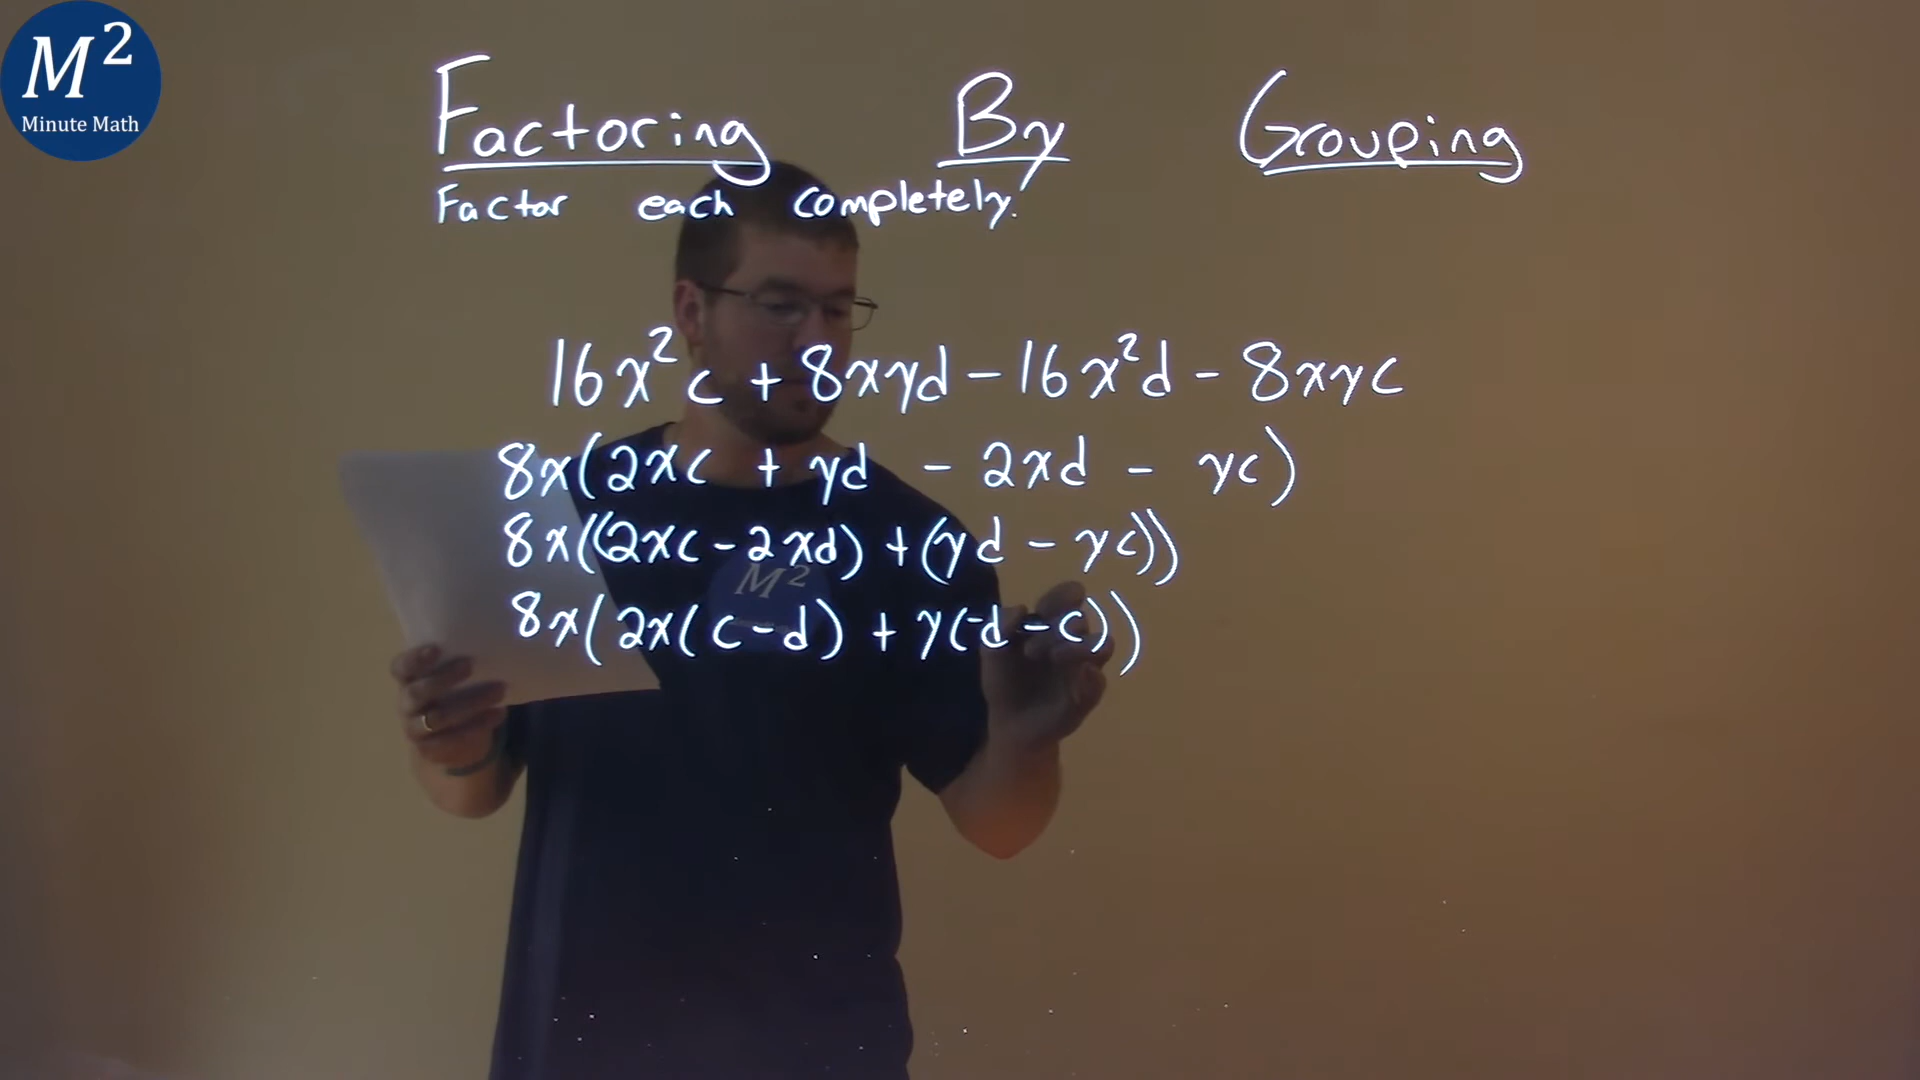 M²
Minute Math
Factoring By Grouping
Factor each completely.
16x²c + 8xyd - 16x²d - 8xyc
8x(2xc + yd - 2xd - yc)
8x((2xc - 2xd) + (yd - yc))
8x(2x(c - d) + y(-d - c))
M²